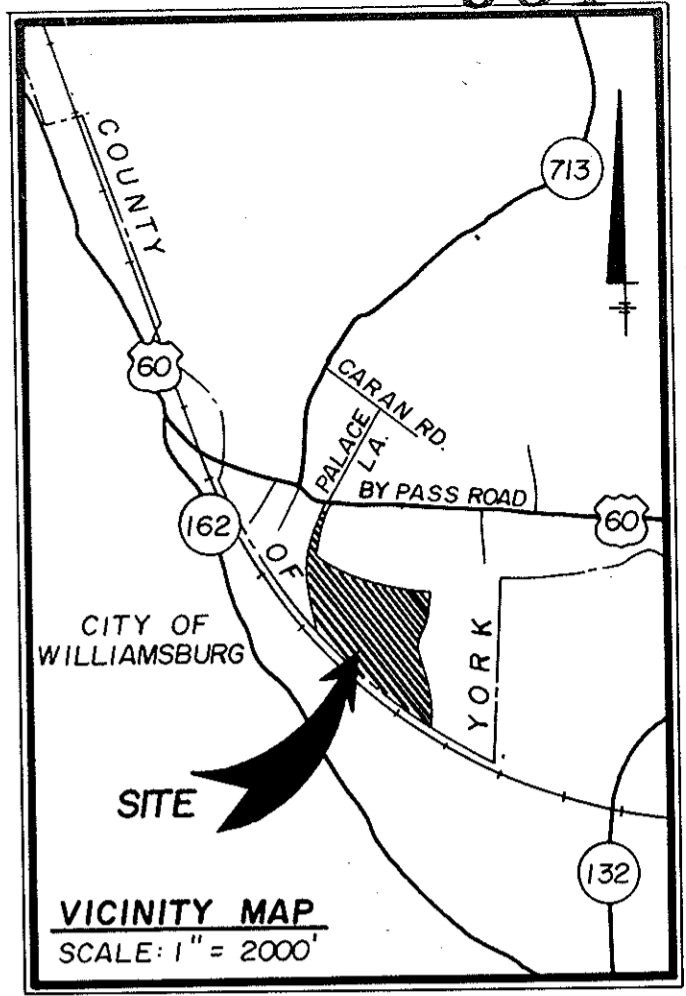 COUNTY
713
60
CARAN RD.
PALACE
LA.
BY PASS ROAD
60
162
OF
CITY OF
WILLIAMSBURG
YORK
SITE
132
VICINITY MAP
SCALE: 1" = 2000'